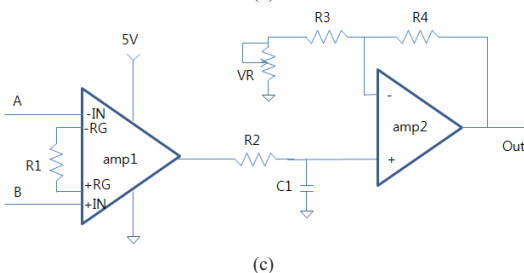 R3
R4
5V
VR
A
-IN
-RG
-
amp2
R2
amp1
R1
Out
+
+RG
C1
B
+IN
(c)